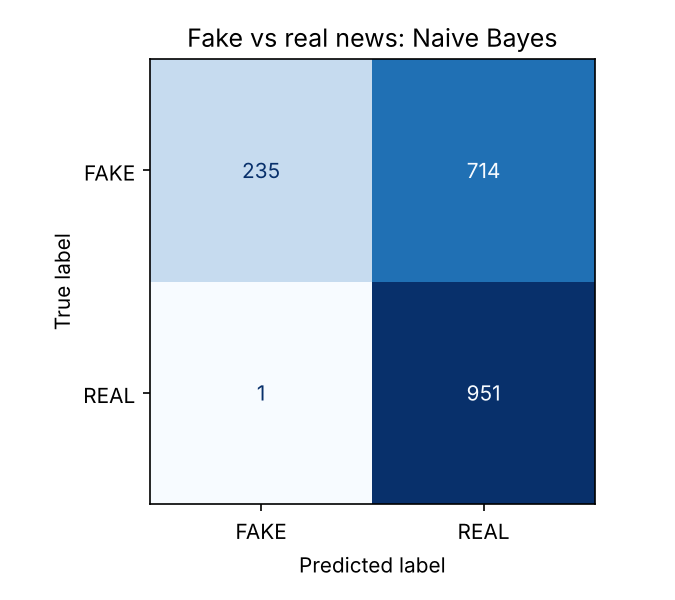 Fake vs real news: Naive Bayes
FAKE
235
714
True label
REAL
1
951
FAKE
REAL
Predicted label